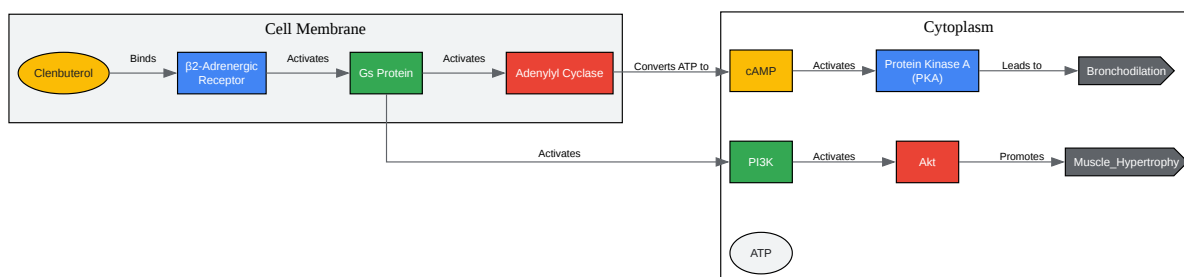 Cell Membrane
Cytoplasm
Clenbuterol
Binds
β2-Adrenergic
Receptor
Activates
Gs Protein
Activates
Adenylyl Cyclase
Converts ATP to
cAMP
Activates
Protein Kinase A
(PKA)
Leads to
Bronchodilation
Activates
PI3K
Activates
Akt
Promotes
Muscle_Hypertrophy
ATP